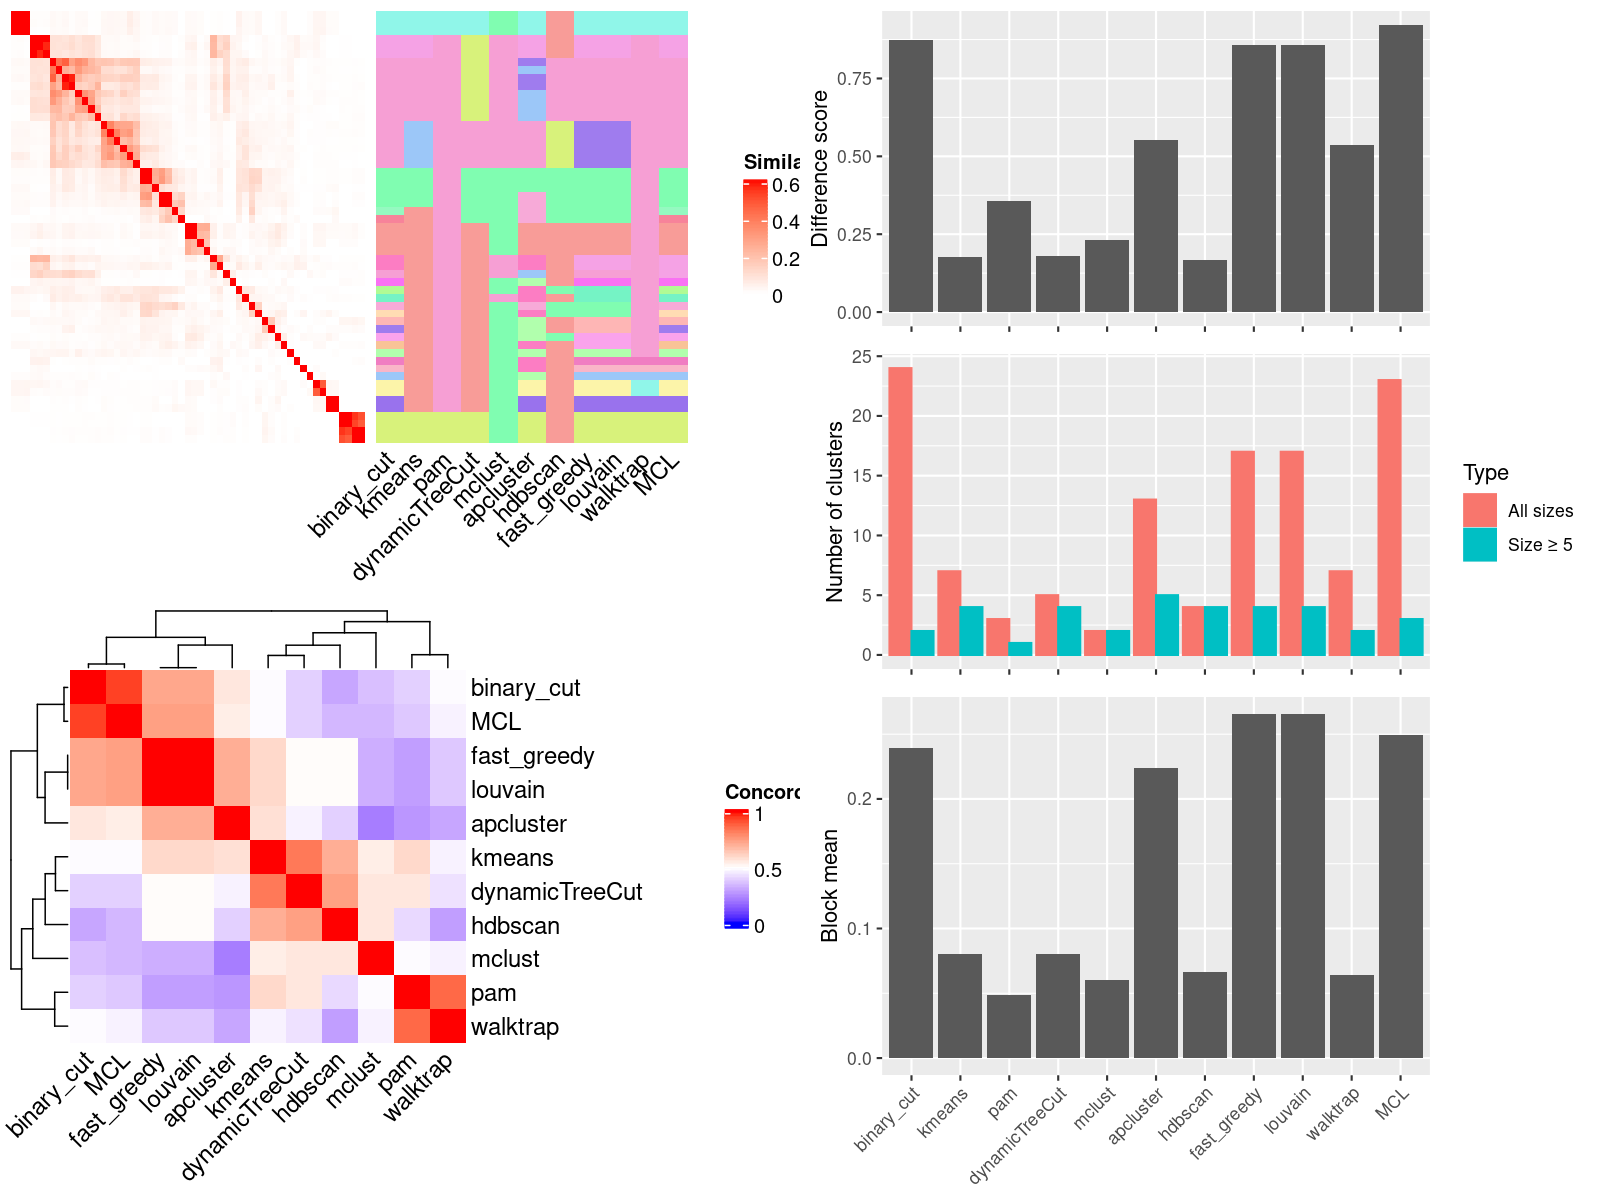 Simila
0.6
0.4
0.2
0
binary_cut
kmeans
pam
dynamicTreeCut
mclust
apcluster
hdbscan
fast_greedy
louvain
walktrap
MCL
binary_cut
MCL
fast_greedy
louvain
apcluster
kmeans
dynamicTreeCut
hdbscan
mclust
pam
walktrap
Concord
1
0.5
0
binary_cut
MCL
fast_greedy
louvain
apcluster
kmeans
dynamicTreeCut
hdbscan
mclust
pam
walktrap
Difference score
0.75
0.50
0.25
0.00
Number of clusters
25
20
15
10
5
0
Type
All sizes
Size ≥ 5
Block mean
0.2
0.1
0.0
binary_cut
kmeans
pam
dynamicTreeCut
mclust
apcluster
hdbscan
fast_greedy
louvain
walktrap
MCL